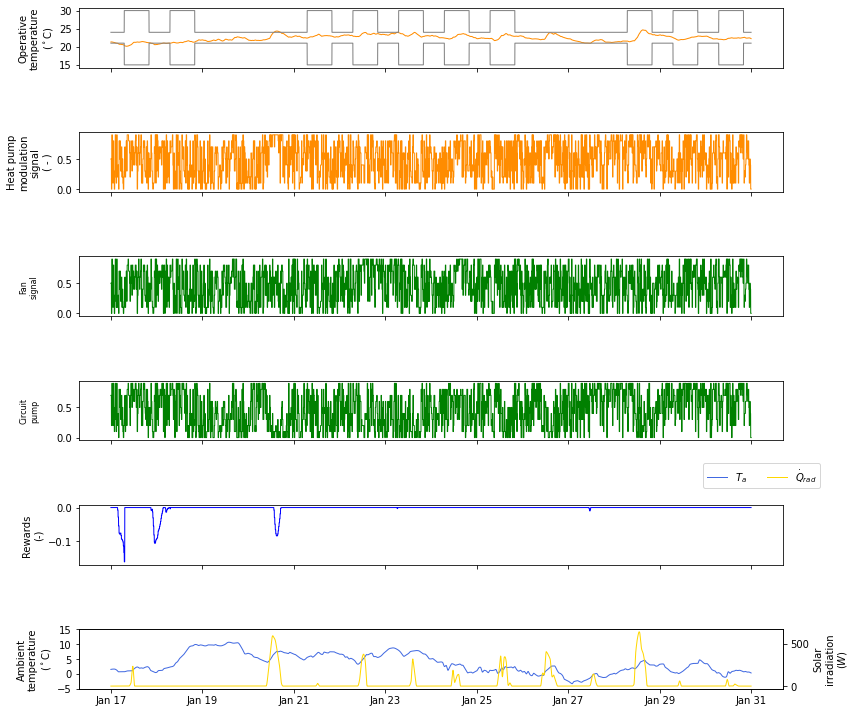 Operative
temperature
(°C)
30
25
20
15
Heat pump
modulation
signal
( - )
0.5
0.0
Fan
signal
0.5
0.0
Circuit
pump
0.5
0.0
T_a
Q̇_rad
Rewards
(-)
0.0
−0.1
Ambient
temperature
(°C)
15
10
5
0
−5
500
0
Solar
irradiation
(W)
Jan 17 Jan 19 Jan 21 Jan 23 Jan 25 Jan 27 Jan 29 Jan 31